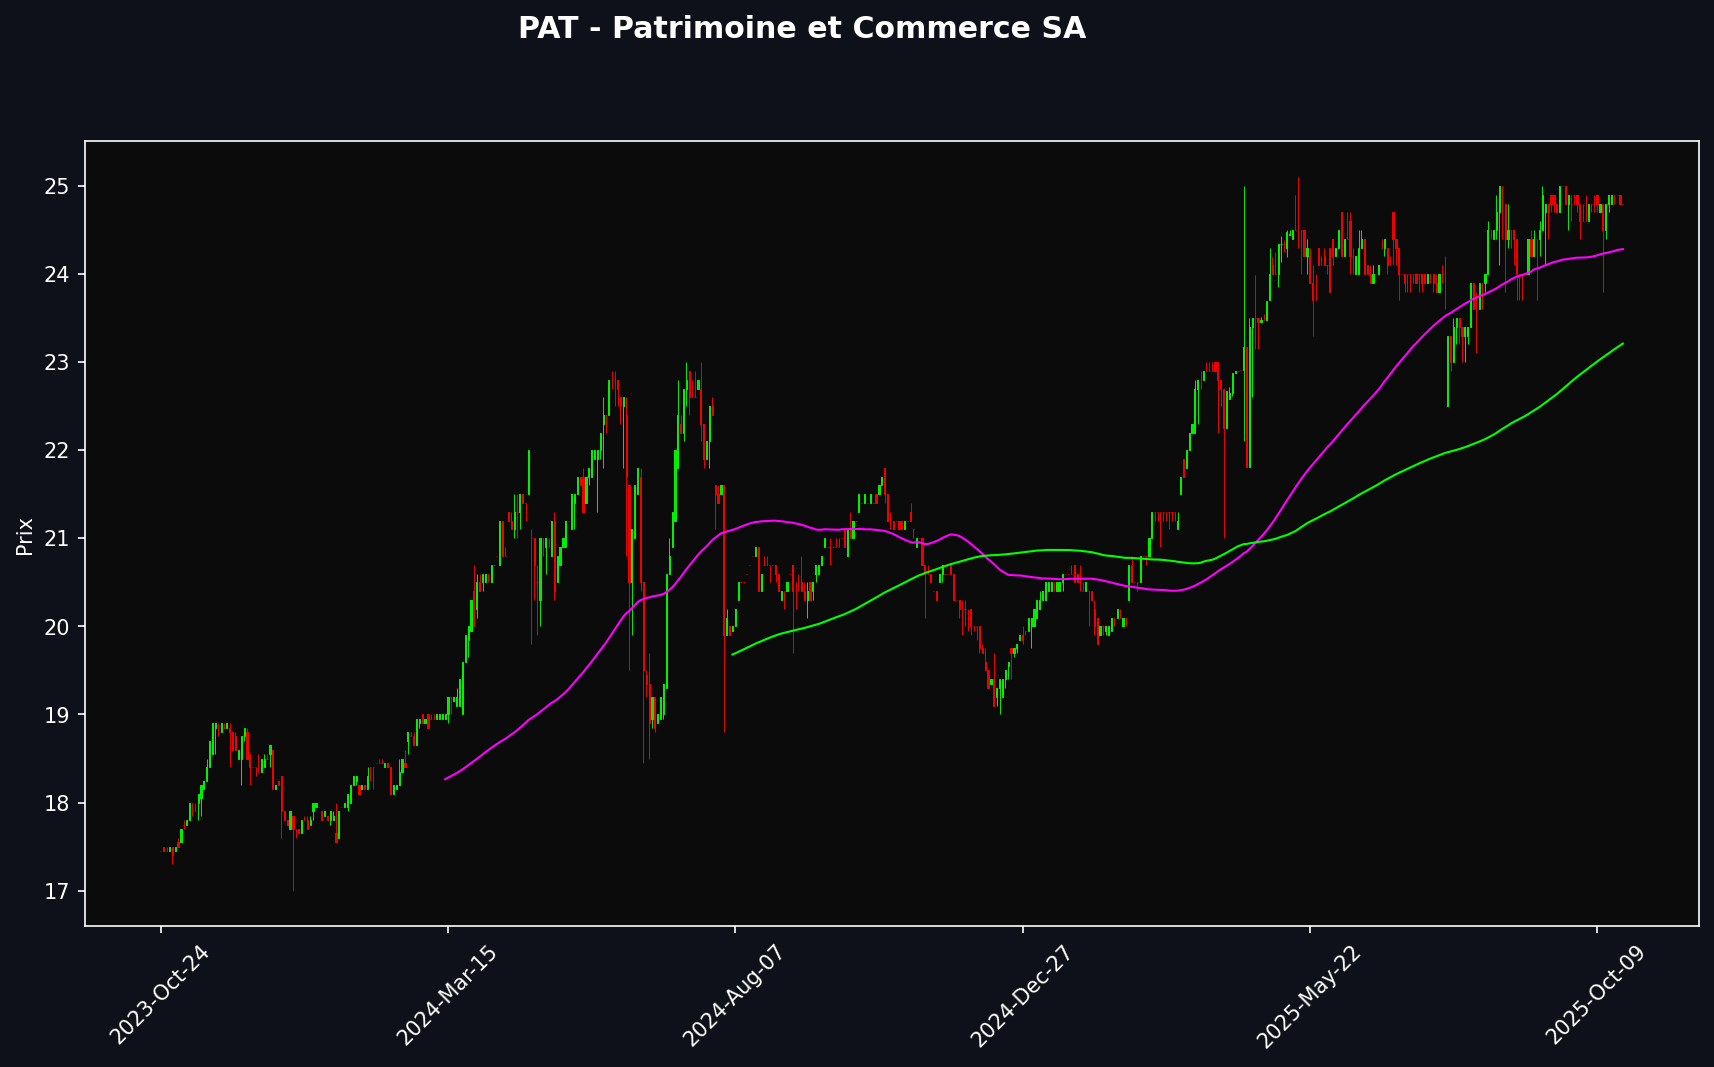 PAT - Patrimoine et Commerce SA
Prix
25
24
23
22
21
20
19
18
17
2023-Oct-24
2024-Mar-15
2024-Aug-07
2024-Dec-27
2025-May-22
2025-Oct-09